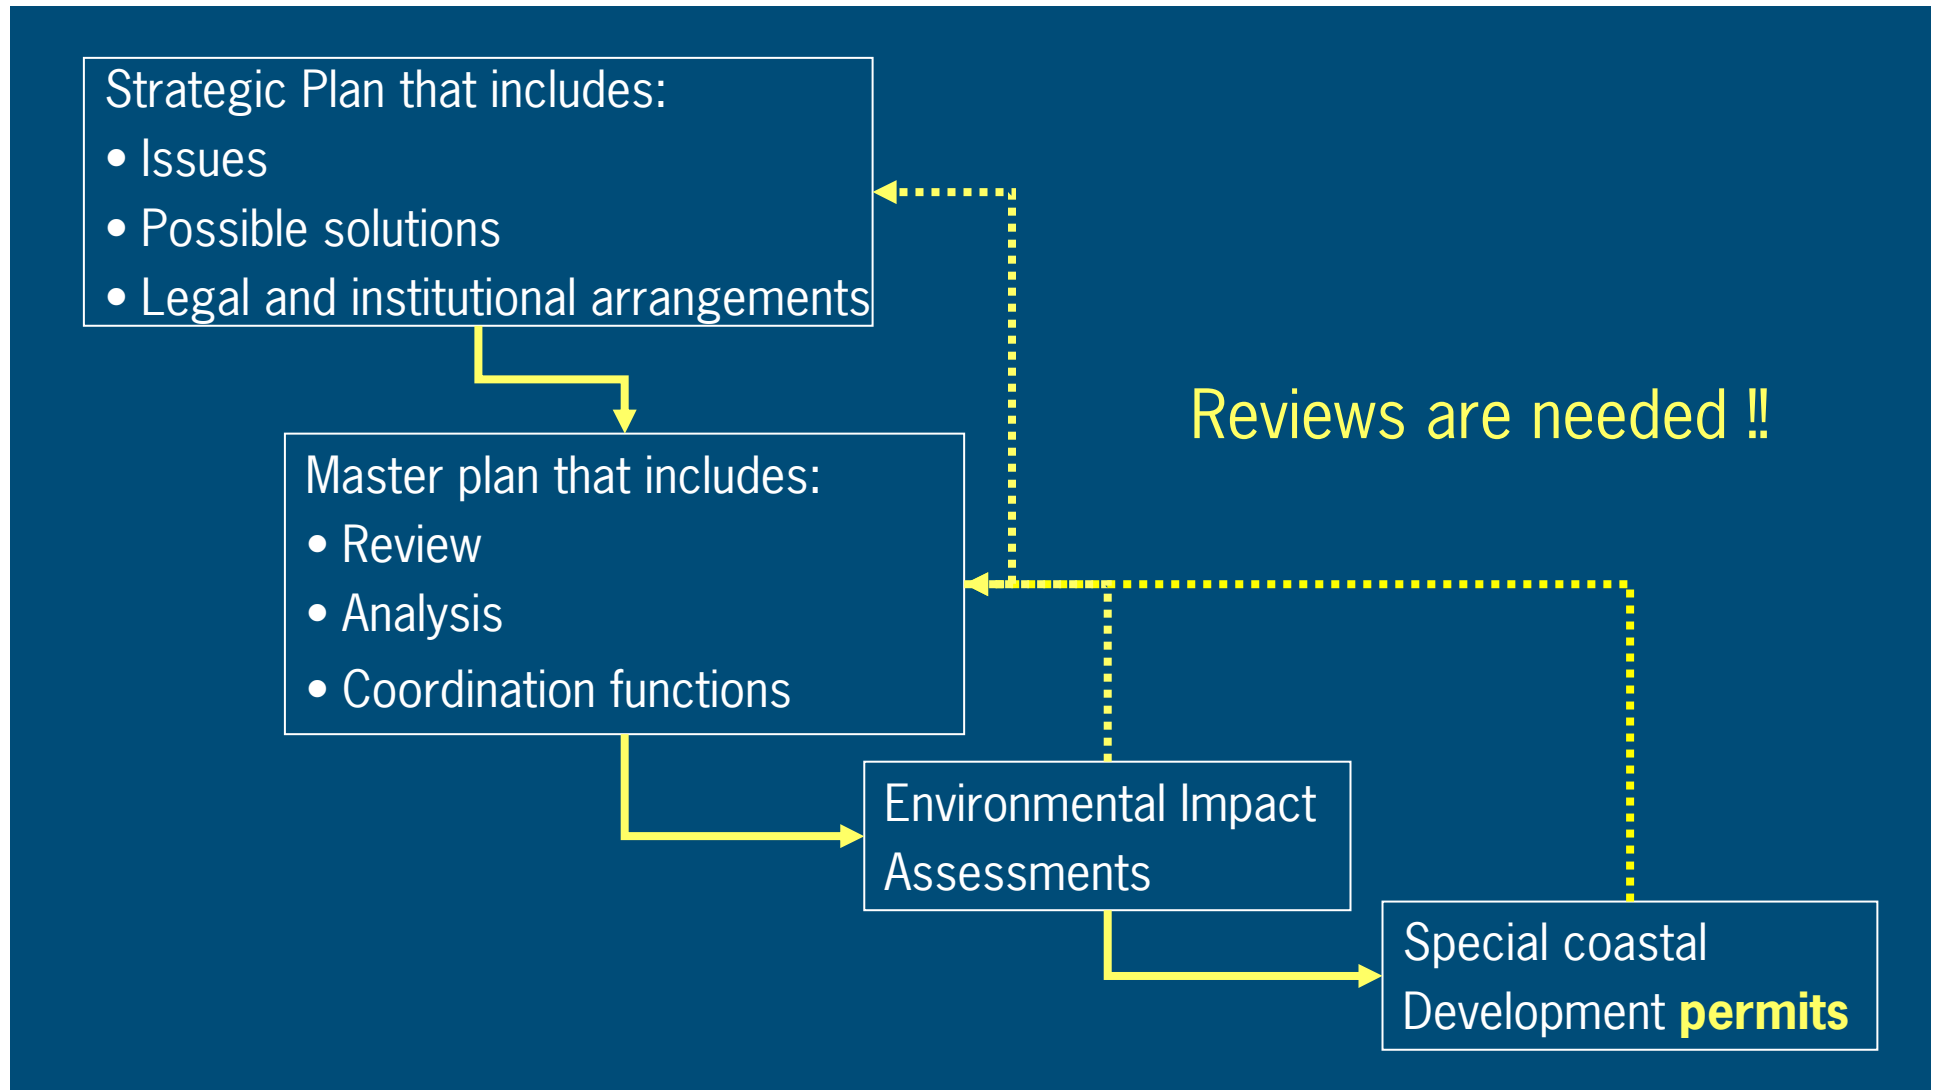 Strategic Plan that includes:
• Issues
• Possible solutions
• Legal and institutional arrangements
Reviews are needed !!
Master plan that includes:
• Review
• Analysis
• Coordination functions
Environmental Impact
Assessments
Special coastal
Development permits